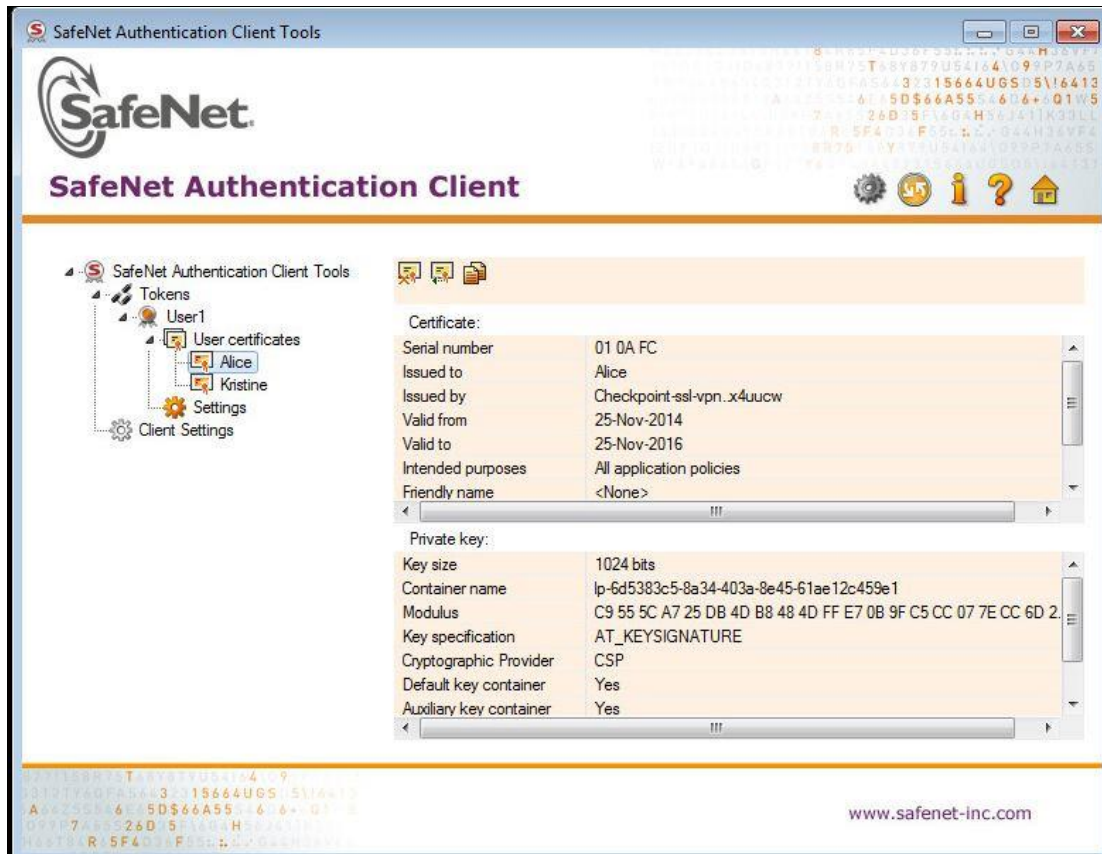 SafeNet Authentication Client Tools
SafeNet.
SafeNet Authentication Client
SafeNet Authentication Client Tools
Tokens
User1
User certificates
Alice
Kristine
Settings
Client Settings
Certificate:
Serial number 01 0A FC
Issued to Alice
Issued by Checkpoint-ssl-vpn..x4uucw
Valid from 25-Nov-2014
Valid to 25-Nov-2016
Intended purposes All application policies
Friendly name <None>
Private key:
Key size 1024 bits
Container name lp-6d5383c5-8a34-403a-8e45-61ae12c459e1
Modulus C9 55 5C A7 25 DB 4D B8 48 4D FF E7 0B 9F C5 CC 07 7E CC 6D 2.
Key specification AT_KEYSIGNATURE
Cryptographic Provider CSP
Default key container Yes
Auxiliary key container Yes
www.safenet-inc.com